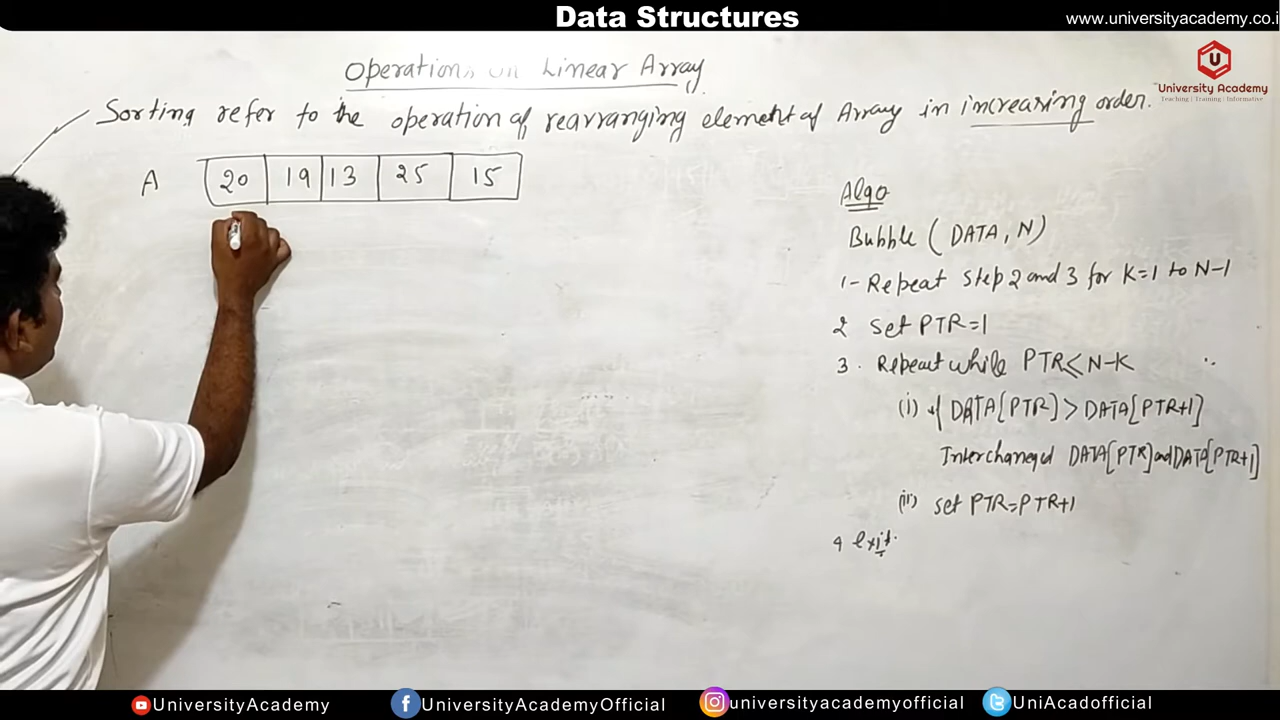 Data Structures
www.universityacademy.co.i
University Academy
Teaching | Training | Informative
Operations on Linear Array
Sorting refer to the operation of rearranging element of Array in increasing order.
A 20 19 13 25 15
Algo
Bubble (DATA, N)
1- Repeat Step 2 and 3 for K=1 to N-1
2 Set PTR=1
3. Repeat while PTR≤N-K
(i) if DATA[PTR] > DATA[PTR+1]
Interchanged DATA[PTR] and DATA[PTR+1]
(ii) set PTR=PTR+1
4 exit.
UniversityAcademy
UniversityAcademyOfficial
universityacademyofficial
UniAcadofficial